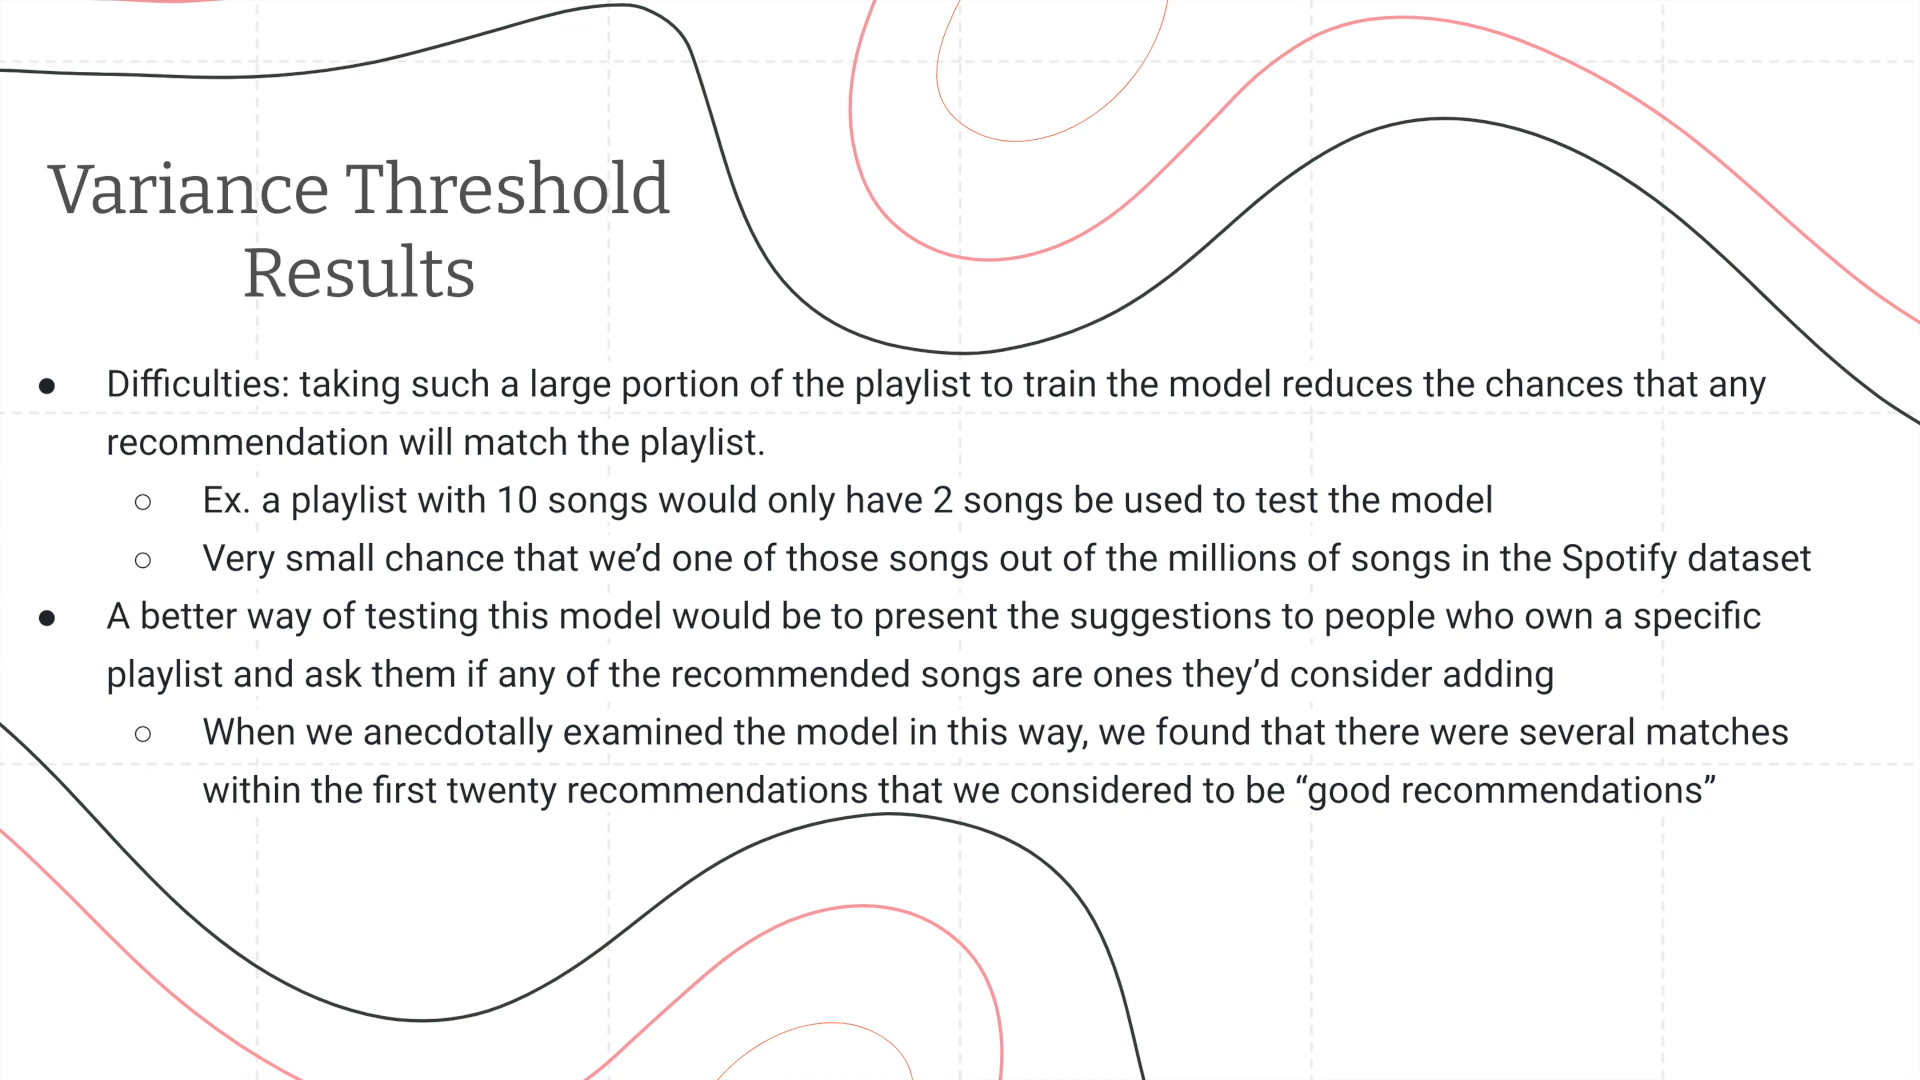 Variance Threshold
Results
● Difficulties: taking such a large portion of the playlist to train the model reduces the chances that any
recommendation will match the playlist.
○ Ex. a playlist with 10 songs would only have 2 songs be used to test the model
○ Very small chance that we’d one of those songs out of the millions of songs in the Spotify dataset
● A better way of testing this model would be to present the suggestions to people who own a specific
playlist and ask them if any of the recommended songs are ones they’d consider adding
○ When we anecdotally examined the model in this way, we found that there were several matches
within the first twenty recommendations that we considered to be “good recommendations”